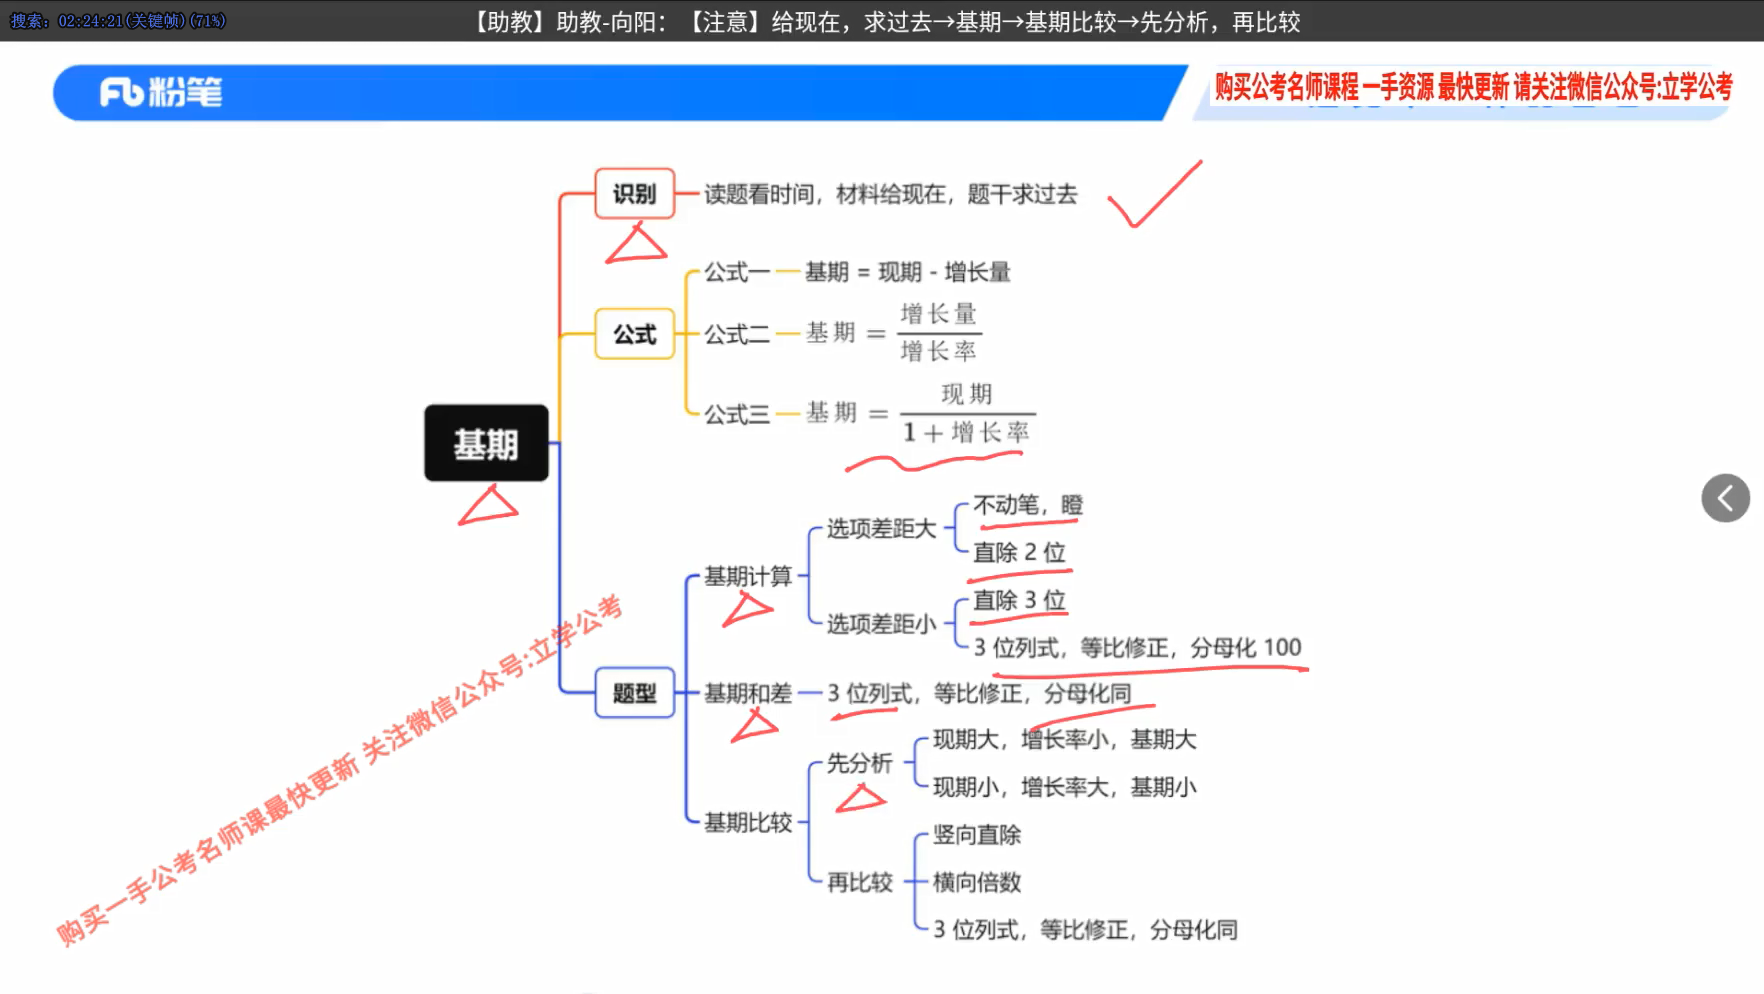 搜索：02:24:21(关键帧)(71%)
【助教】助教-向阳：【注意】给现在，求过去→基期→基期比较→先分析，再比较
粉笔
购买公考名师课程 一手资源 最快更新 请关注微信公众号:立学公考
识别
读题看时间，材料给现在，题干求过去
公式
公式一
基期 = 现期 - 增长量
公式二
基期 = 增长量
增长率
公式三
基期 = 现期
1 + 增长率
基期
题型
基期计算
选项差距大
不动笔，瞪
直除 2 位
选项差距小
直除 3 位
3 位列式，等比修正，分母化 100
基期和差
3 位列式，等比修正，分母化同
基期比较
先分析
现期大，增长率小，基期大
现期小，增长率大，基期小
再比较
竖向直除
横向倍数
3 位列式，等比修正，分母化同
购买一手公考名师课最快更新 关注微信公众号:立学公考